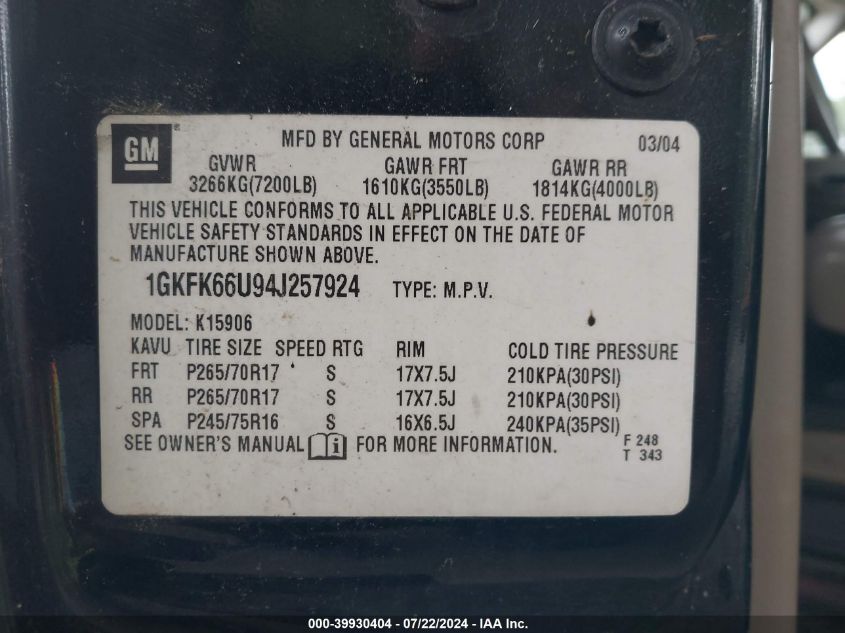 GM®
MFD BY GENERAL MOTORS CORP 03/04
GVWR GAWR FRT GAWR RR
3266KG(7200LB) 1610KG(3550LB) 1814KG(4000LB)
THIS VEHICLE CONFORMS TO ALL APPLICABLE U.S. FEDERAL MOTOR
VEHICLE SAFETY STANDARDS IN EFFECT ON THE DATE OF
MANUFACTURE SHOWN ABOVE.
1GKFK66U94J257924 TYPE: M.P.V.
MODEL: K15906
KAVU TIRE SIZE SPEED RTG RIM COLD TIRE PRESSURE
FRT P265/70R17 S 17X7.5J 210KPA(30PSI)
RR P265/70R17 S 17X7.5J 210KPA(30PSI)
SPA P245/75R16 S 16X6.5J 240KPA(35PSI)
SEE OWNER'S MANUAL i FOR MORE INFORMATION. F 248
T 343
000-39930404 / 07/22/2024 - IAA Inc.